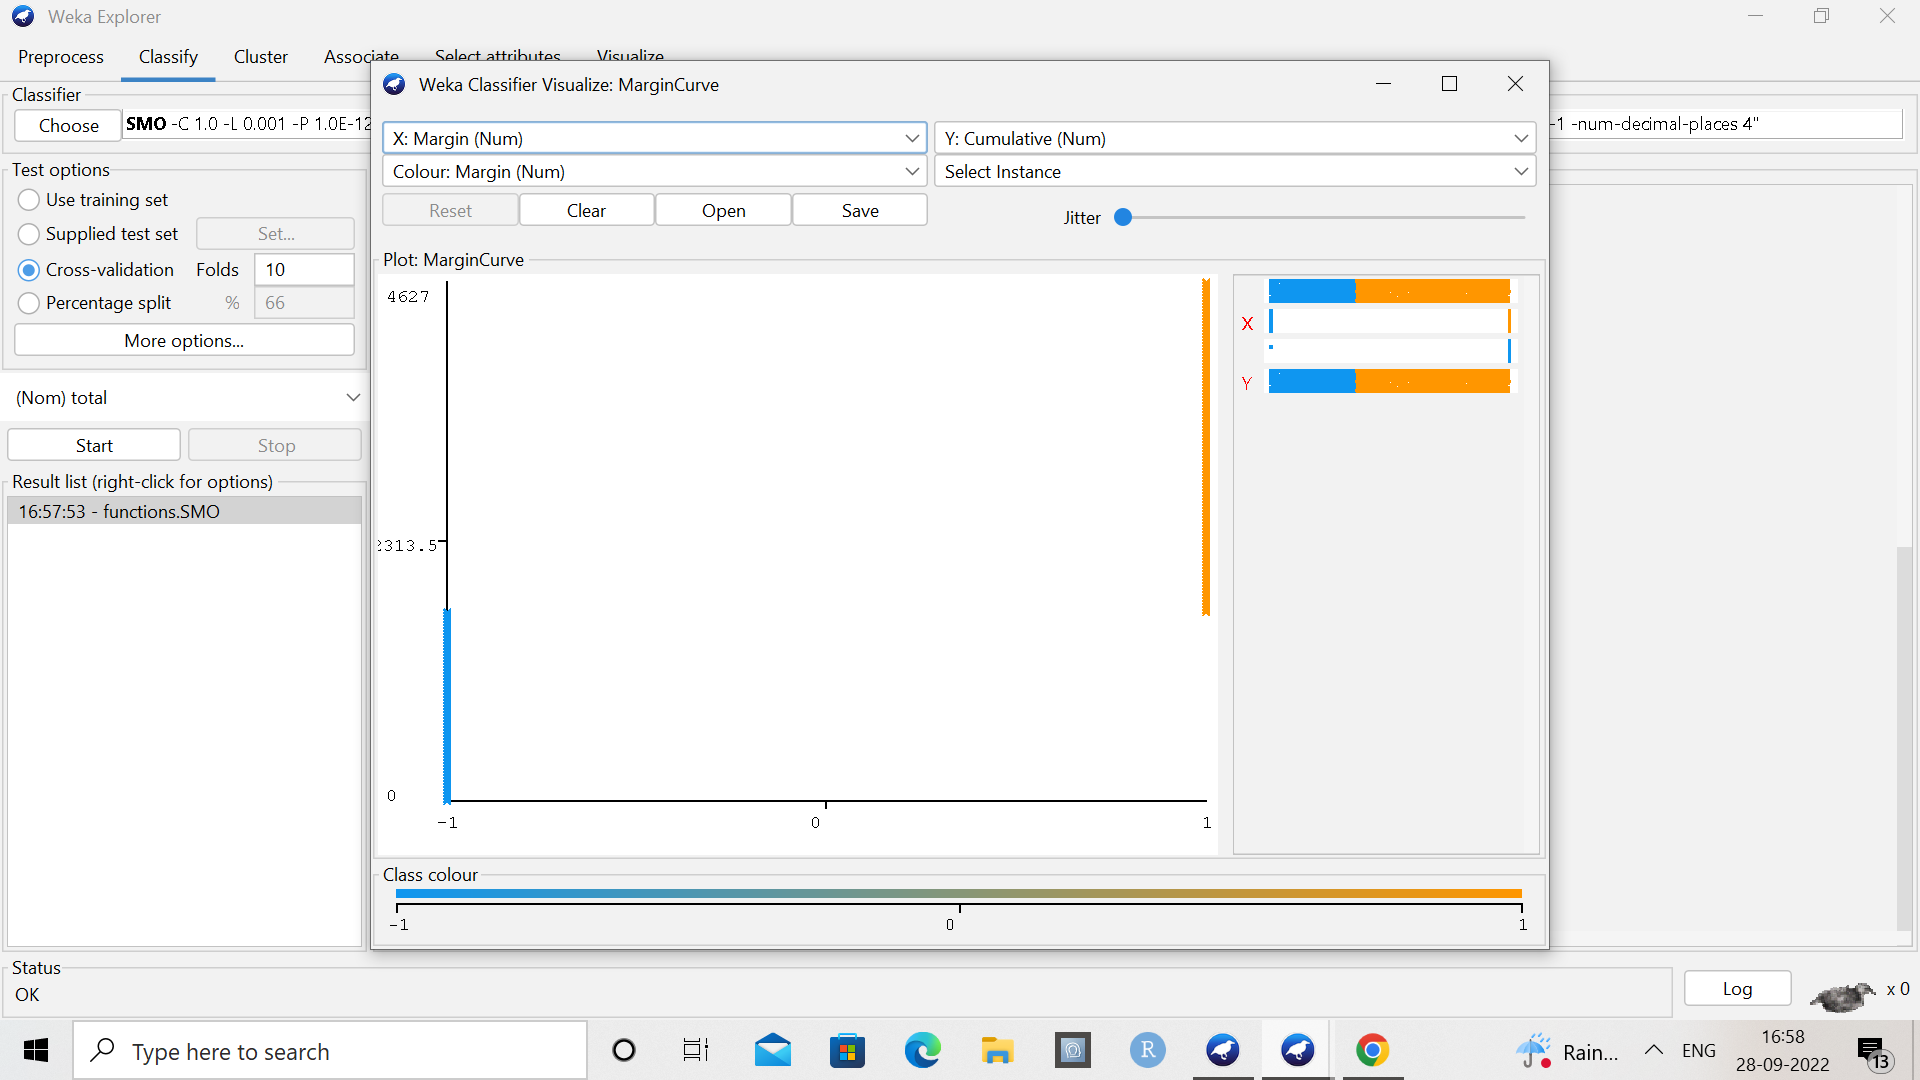 Weka Explorer
Preprocess Classify Cluster Associate Select attributes Visualize
Weka Classifier Visualize: MarginCurve
Classifier
Choose SMO -C 1.0 -L 0.001 -P 1.0E-12 -1 -num-decimal-places 4"
X: Margin (Num) Y: Cumulative (Num)
Colour: Margin (Num) Select Instance
Reset Clear Open Save Jitter
Test options
Use training set
Supplied test set Set...
Cross-validation Folds 10
Percentage split % 66
More options...
(Nom) total
Start Stop
Result list (right-click for options)
16:57:53 - functions.SMO
Plot: MarginCurve
4627
2313.5
0
-1 0 1
X
Y
Class colour
-1 0 1
Status
OK
Log x 0
Type here to search
R
Rain... ENG 16:58
28-09-2022
13